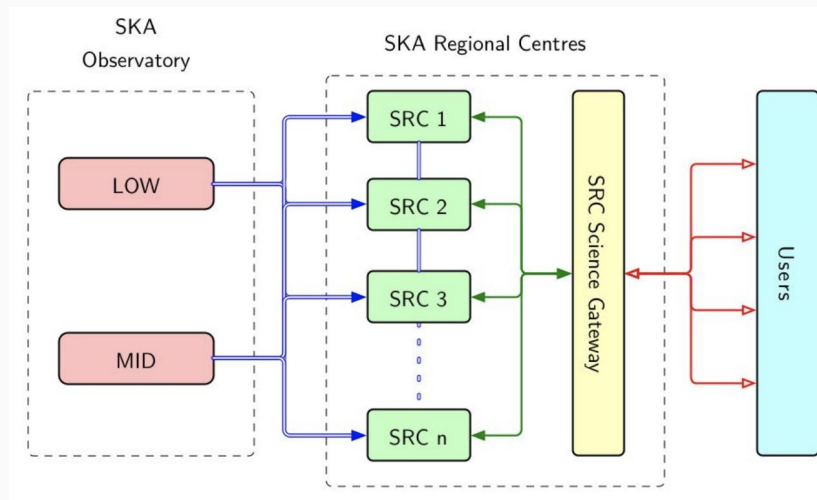 SKA
Observatory
SKA Regional Centres
LOW
MID
SRC 1
SRC 2
SRC 3
SRC n
SRC Science Gateway
Users